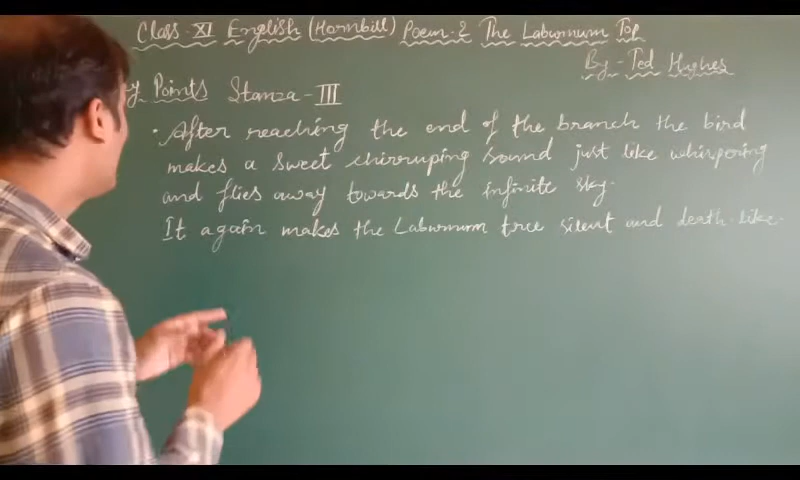 Class-XI English (Hornbill) Poem-2 The Laburnum Top
By-Ted Hughes
y Points Stanza-III
• After reaching the end of the branch the bird
makes a sweet chirruping sound just like whispering
and flies away towards the infinite sky.
It again makes the Laburnum tree silent and death-like.